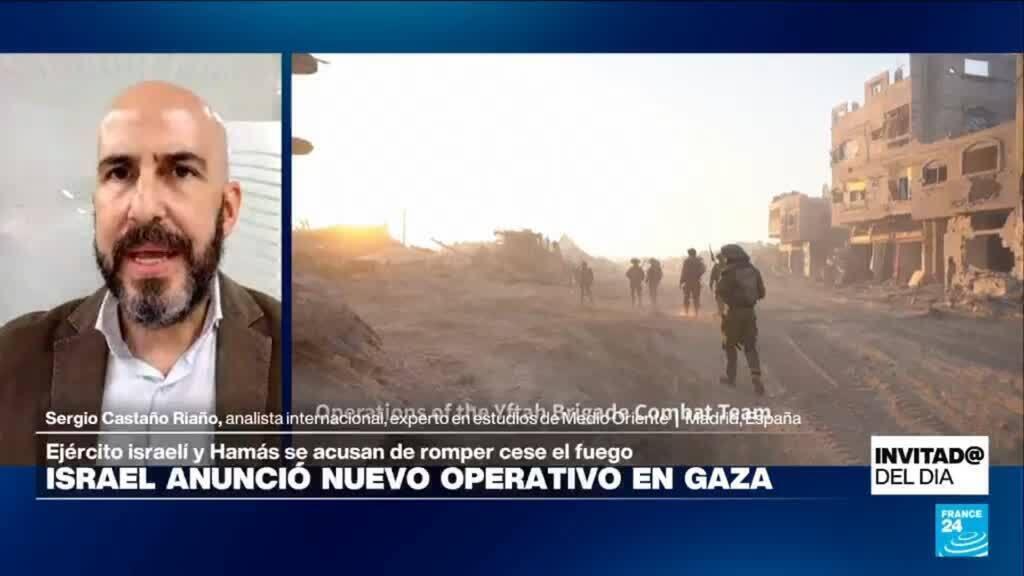 FRANCE 24
Operations of the Yftah Brigade Combat Team
Sergio Castaño Riaño, analista internacional, experto en estudios de Medio Oriente | Madrid, España
Ejército israelí y Hamás se acusan de romper cese el fuego
ISRAEL ANUNCIÓ NUEVO OPERATIVO EN GAZA
INVITAD@
DEL DIA
FRANCE
24